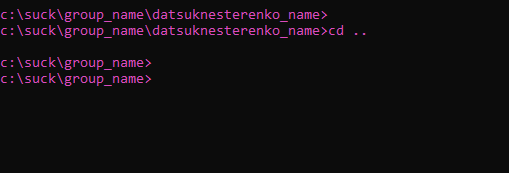 c:\suck\group_name\datsuknesterenko_name>
c:\suck\group_name\datsuknesterenko_name>cd ..
c:\suck\group_name>
c:\suck\group_name>